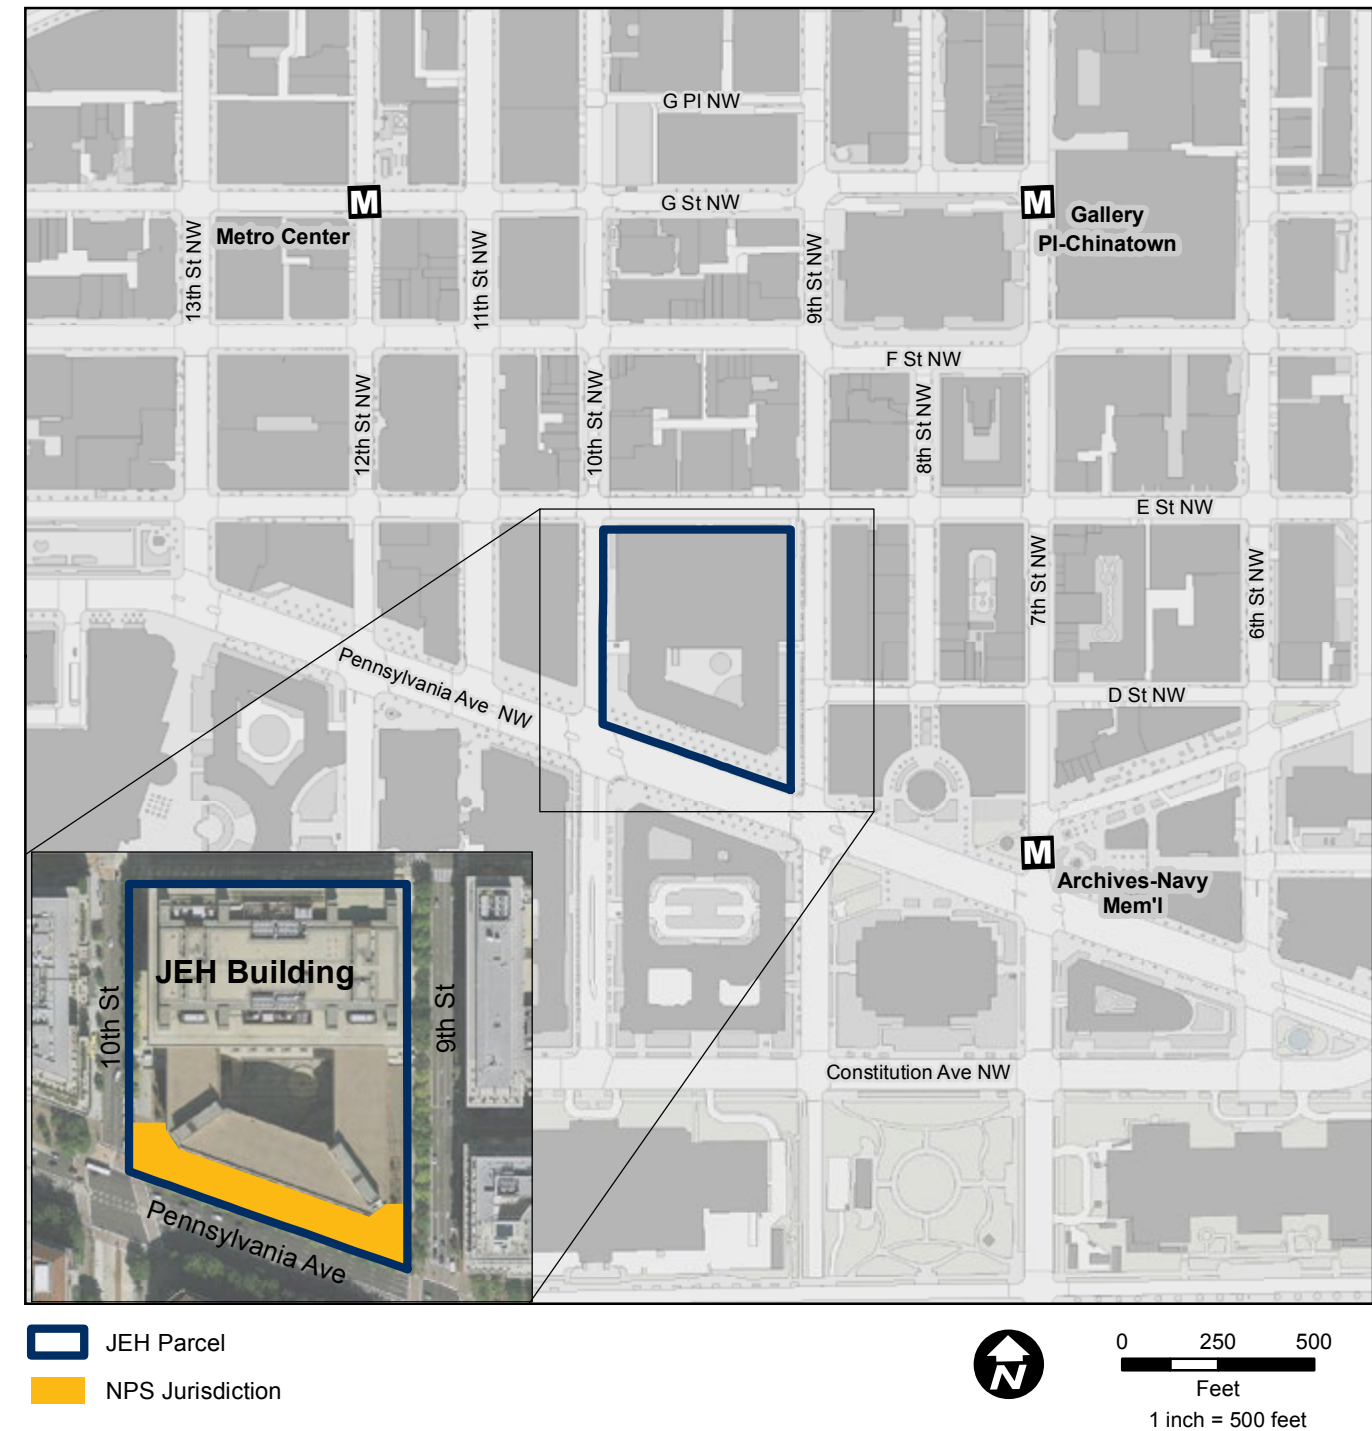 G Pl NW
M
G St NW
M
Metro Center
Gallery
Pl-Chinatown
13th St NW
11th St NW
9th St NW
F St NW
12th St NW
10th St NW
8th St NW
E St NW
7th St NW
6th St NW
Pennsylvania Ave NW
D St NW
M
Archives-Navy
Mem'l
JEH Building
10th St
9th St
Constitution Ave NW
Pennsylvania Ave
JEH Parcel
NPS Jurisdiction
N
0 250 500
Feet
1 inch = 500 feet